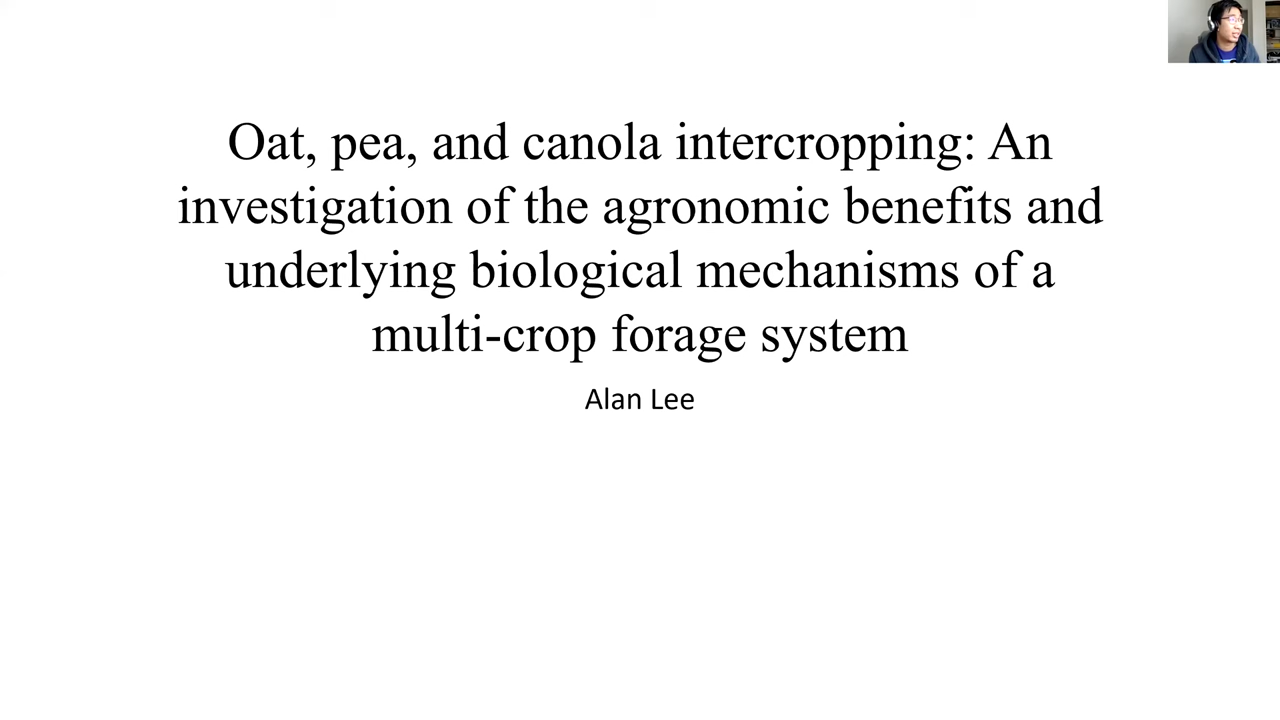 Oat, pea, and canola intercropping: An
investigation of the agronomic benefits and
underlying biological mechanisms of a
multi-crop forage system
Alan Lee